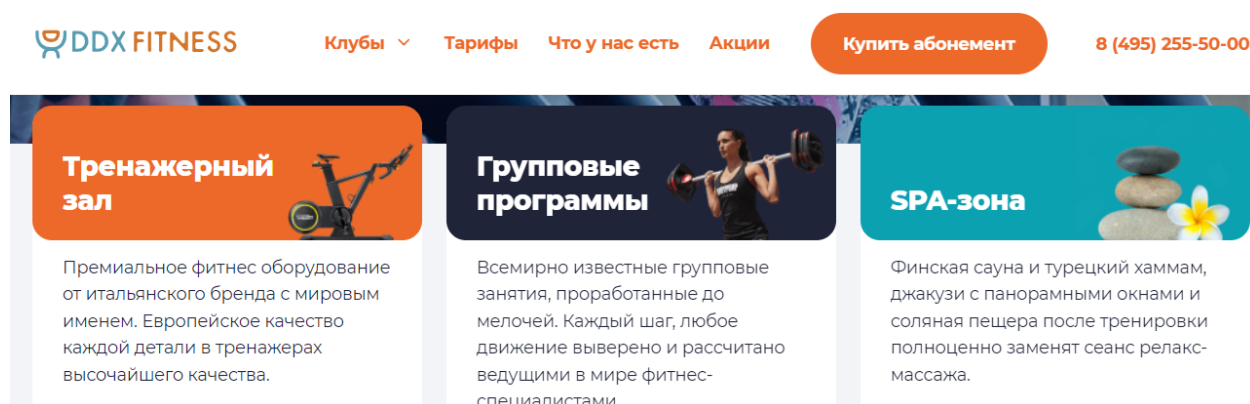 DDX FITNESS
Клубы
Тарифы
Что у нас есть
Акции
Купить абонемент
8 (495) 255-50-00
Тренажерный
зал
Премиальное фитнес оборудование
от итальянского бренда с мировым
именем. Европейское качество
каждой детали в тренажерах
высочайшего качества.
Групповые
программы
Всемирно известные групповые
занятия, проработанные до
мелочей. Каждый шаг, любое
движение выверено и рассчитано
ведущими в мире фитнес-
специалистами
SPA-зона
Финская сауна и турецкий хаммам,
джакузи с панорамными окнами и
соляная пещера после тренировки
полноценно заменят сеанс релакс-
массажа.